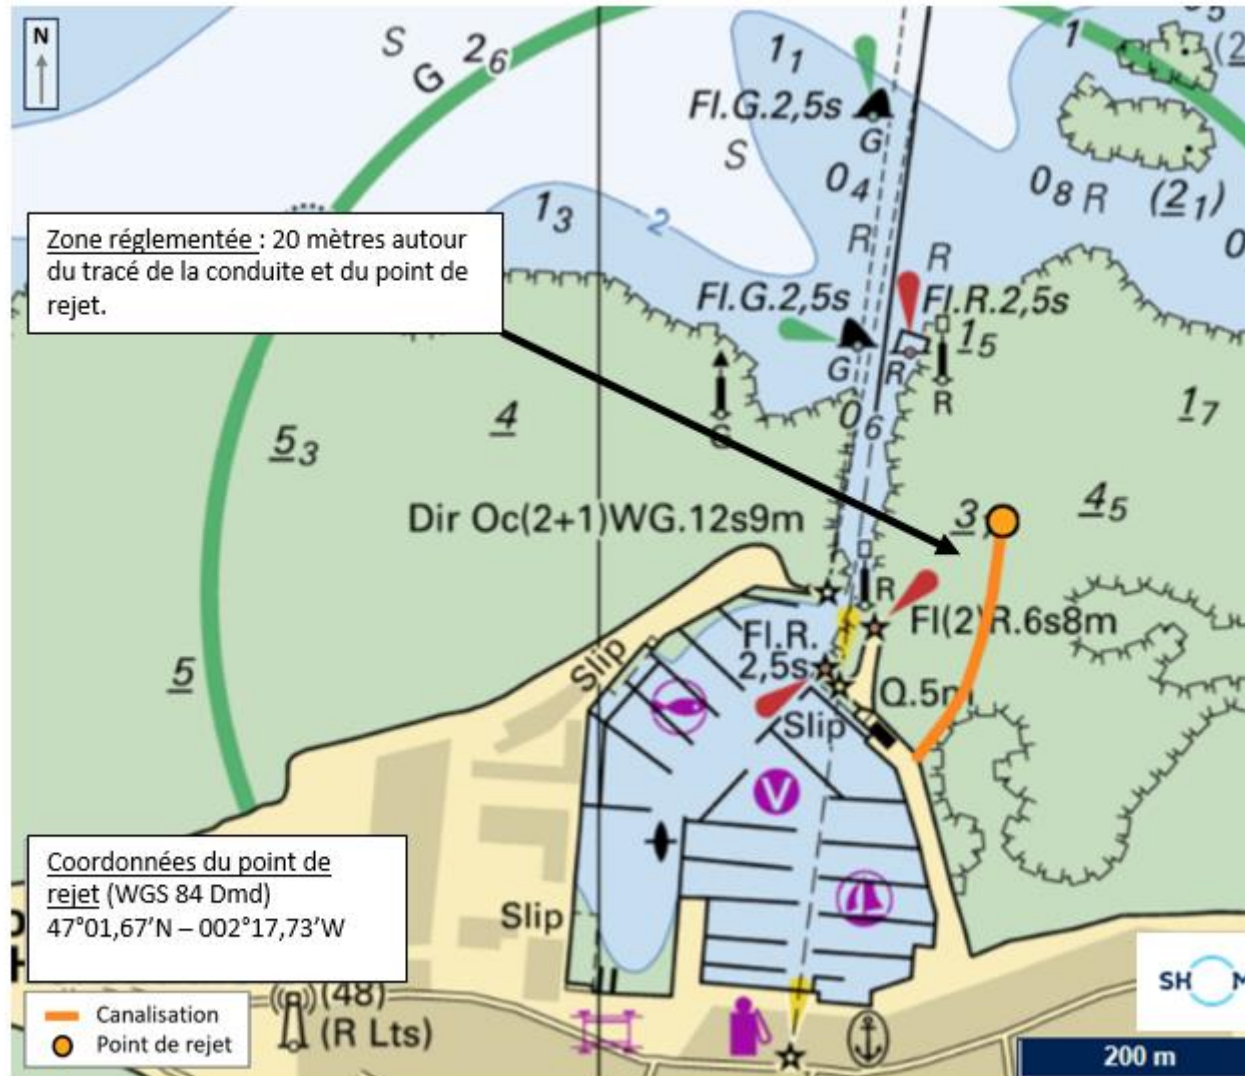 N
S
G
2₆
1₁
1
0₅
(2
Fl.G.2,5s
G
S
0₄
0₈ R
(2₁)
1₃
2
R
R
0
Zone réglementée : 20 mètres autour
du tracé de la conduite et du point de
rejet.
Fl.G.2,5s
Fl.R.2,5s
1₅
G
R
R
G
0₆
1₇
5₃
4
Dir Oc(2+1)WG.12s9m
3
4₅
R
Fl(2)R.6s8m
Fl.R.
2,5s
5
Slip
Q.5m
Slip
V
Coordonnées du point de
rejet (WGS 84 Dmd)
47°01,67’N – 002°17,73’W
Slip
SH M
(48)
(R Lts)
Canalisation
Point de rejet
200 m